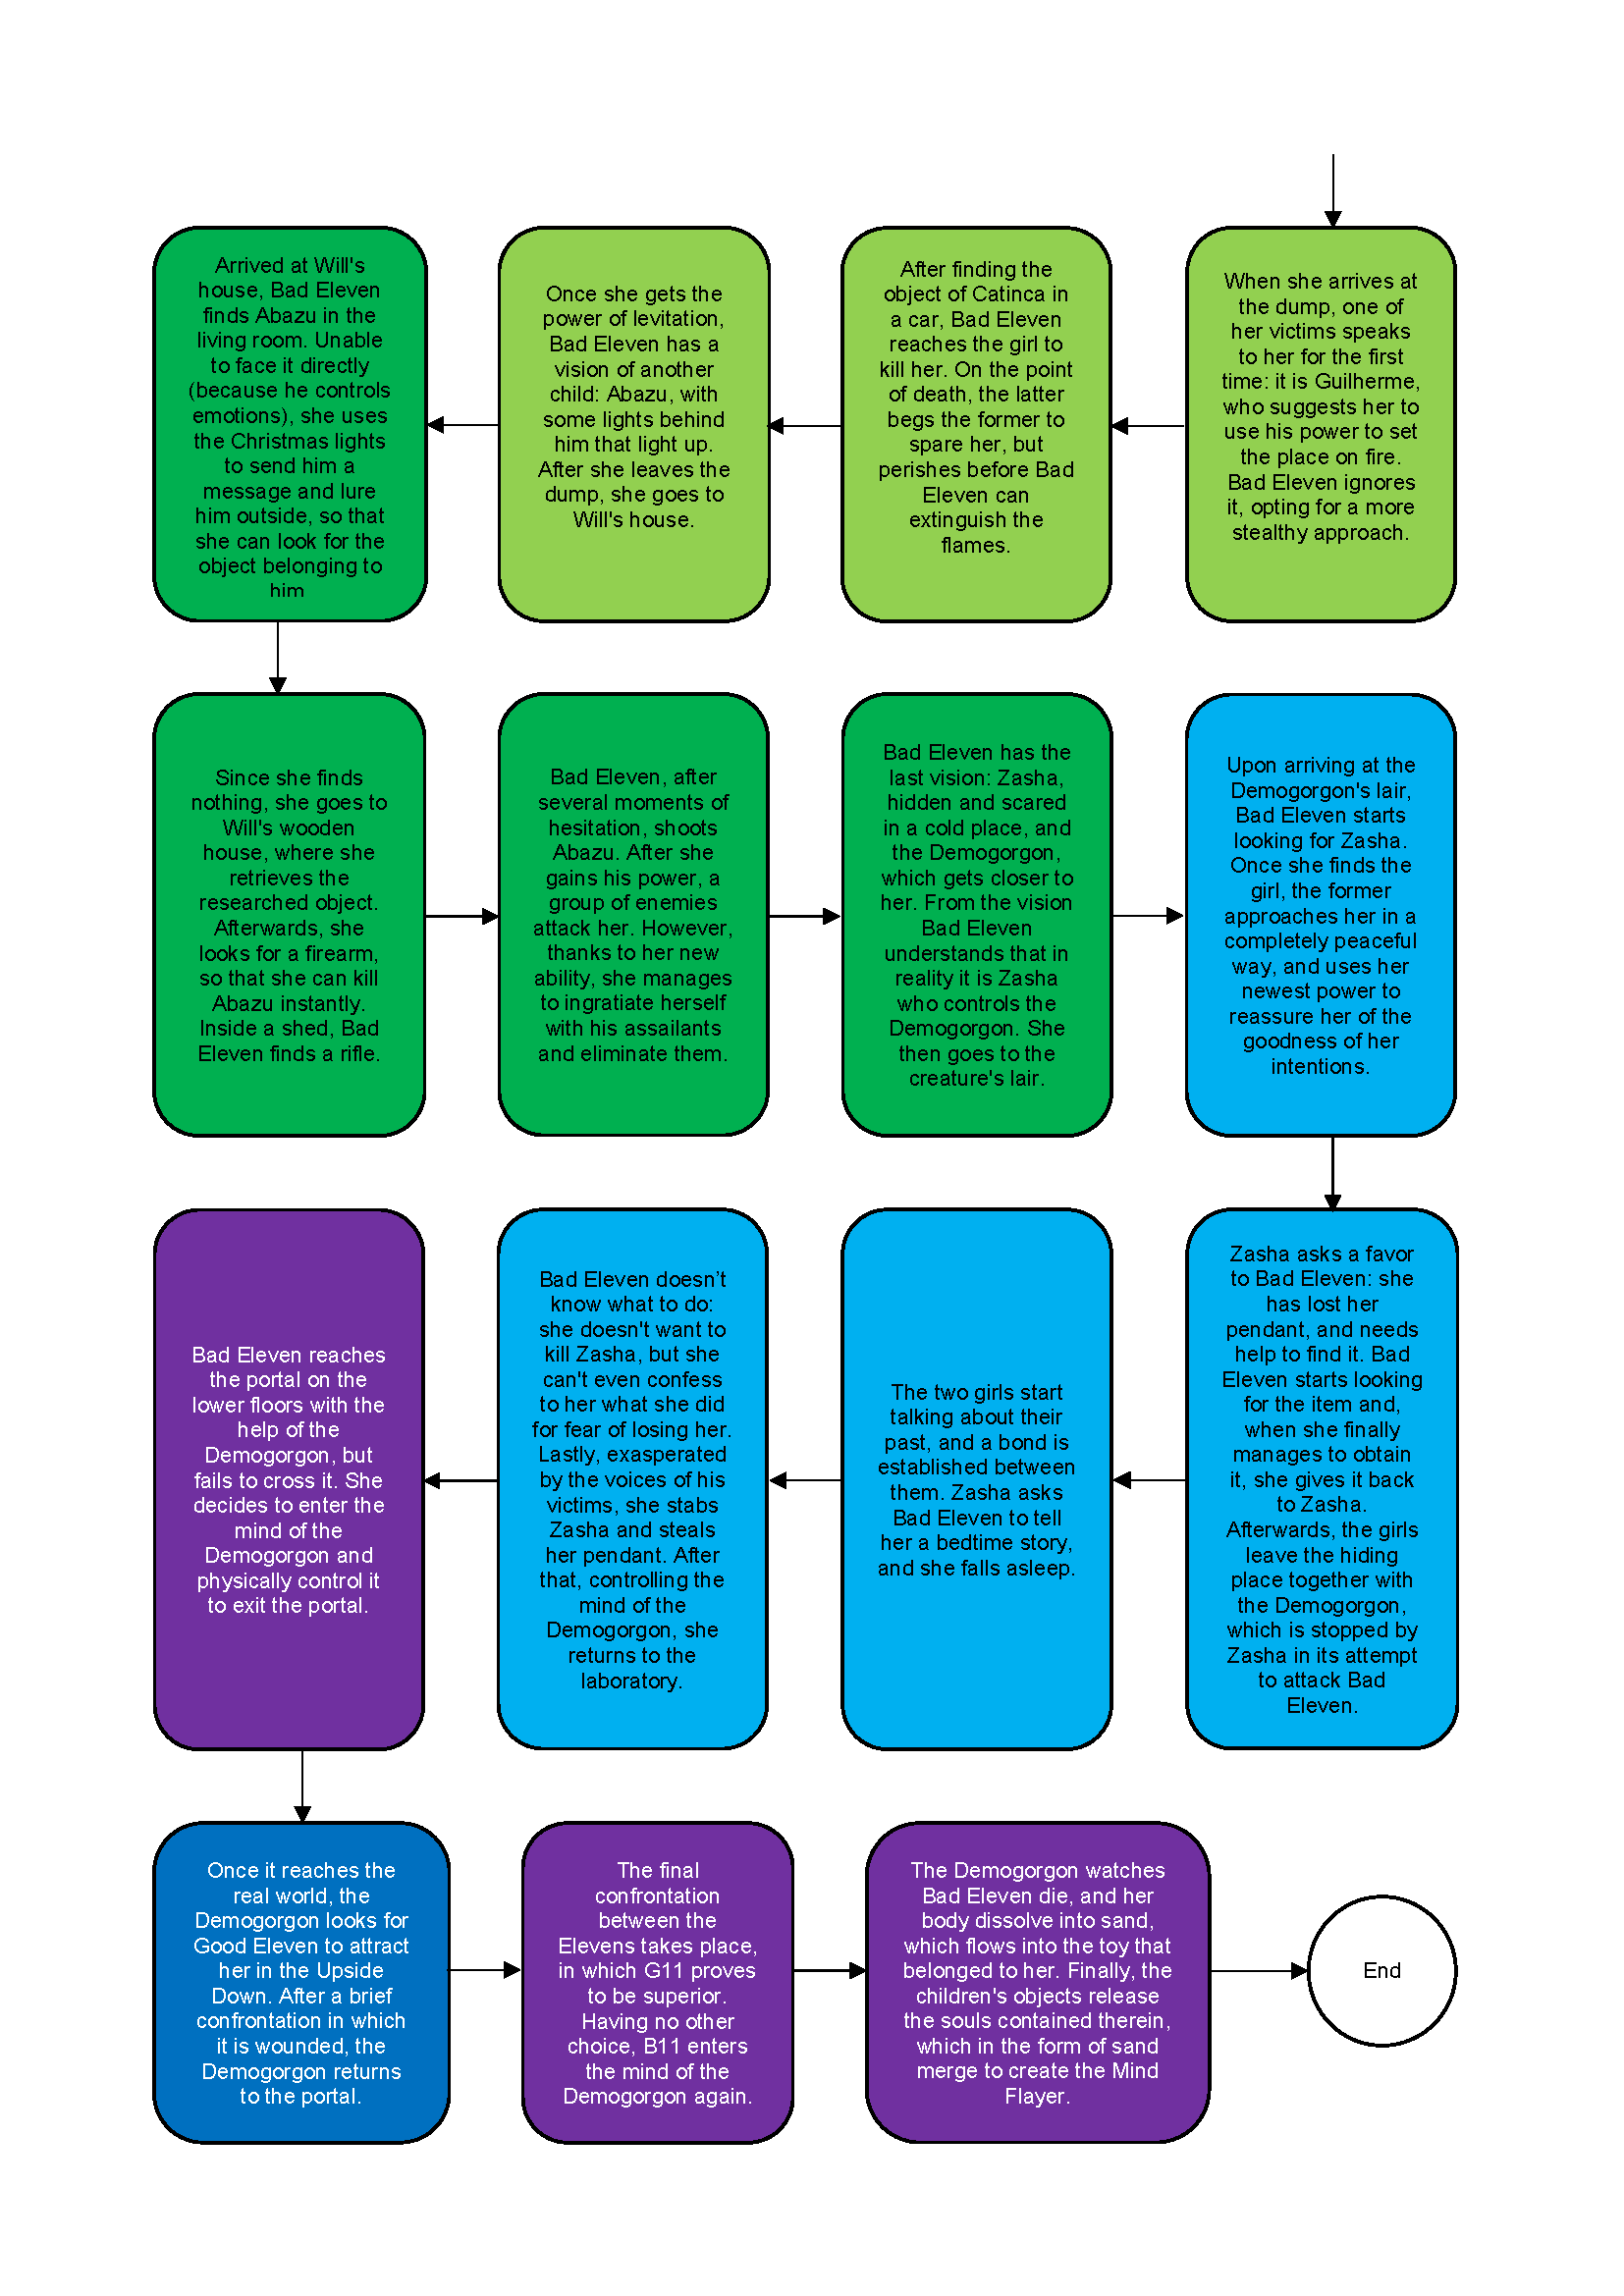 When she arrives at
the dump, one of
her victims speaks
to her for the first
time: it is Guilherme,
who suggests her to
use his power to set
the place on fire.
Bad Eleven ignores
it, opting for a more
stealthy approach.
After finding the
object of Catinca in
a car, Bad Eleven
reaches the girl to
kill her. On the point
of death, the latter
begs the former to
spare her, but
perishes before Bad
Eleven can
extinguish the
flames.
Once she gets the
power of levitation,
Bad Eleven has a
vision of another
child: Abazu, with
some lights behind
him that light up.
After she leaves the
dump, she goes to
Will's house.
Arrived at Will's
house, Bad Eleven
finds Abazu in the
living room. Unable
to face it directly
(because he controls
emotions), she uses
the Christmas lights
to send him a
message and lure
him outside, so that
she can look for the
object belonging to
him
Since she finds
nothing, she goes to
Will's wooden
house, where she
retrieves the
researched object.
Afterwards, she
looks for a firearm,
so that she can kill
Abazu instantly.
Inside a shed, Bad
Eleven finds a rifle.
Bad Eleven, after
several moments of
hesitation, shoots
Abazu. After she
gains his power, a
group of enemies
attack her. However,
thanks to her new
ability, she manages
to ingratiate herself
with his assailants
and eliminate them.
Bad Eleven has the
last vision: Zasha,
hidden and scared
in a cold place, and
the Demogorgon,
which gets closer to
her. From the vision
Bad Eleven
understands that in
reality it is Zasha
who controls the
Demogorgon. She
then goes to the
creature's lair.
Upon arriving at the
Demogorgon's lair,
Bad Eleven starts
looking for Zasha.
Once she finds the
girl, the former
approaches her in a
completely peaceful
way, and uses her
newest power to
reassure her of the
goodness of her
intentions.
Zasha asks a favor
to Bad Eleven: she
has lost her
pendant, and needs
help to find it. Bad
Eleven starts looking
for the item and,
when she finally
manages to obtain
it, she gives it back
to Zasha.
Afterwards, the girls
leave the hiding
place together with
the Demogorgon,
which is stopped by
Zasha in its attempt
to attack Bad
Eleven.
The two girls start
talking about their
past, and a bond is
established between
them. Zasha asks
Bad Eleven to tell
her a bedtime story,
and she falls asleep.
Bad Eleven doesn’t
know what to do:
she doesn't want to
kill Zasha, but she
can't even confess
to her what she did
for fear of losing her.
Lastly, exasperated
by the voices of his
victims, she stabs
Zasha and steals
her pendant. After
that, controlling the
mind of the
Demogorgon, she
returns to the
laboratory.
Bad Eleven reaches
the portal on the
lower floors with the
help of the
Demogorgon, but
fails to cross it. She
decides to enter the
mind of the
Demogorgon and
physically control it
to exit the portal.
Once it reaches the
real world, the
Demogorgon looks for
Good Eleven to attract
her in the Upside
Down. After a brief
confrontation in which
it is wounded, the
Demogorgon returns
to the portal.
The final
confrontation
between the
Elevens takes place,
in which G11 proves
to be superior.
Having no other
choice, B11 enters
the mind of the
Demogorgon again.
The Demogorgon watches
Bad Eleven die, and her
body dissolve into sand,
which flows into the toy that
belonged to her. Finally, the
children's objects release
the souls contained therein,
which in the form of sand
merge to create the Mind
Flayer.
End